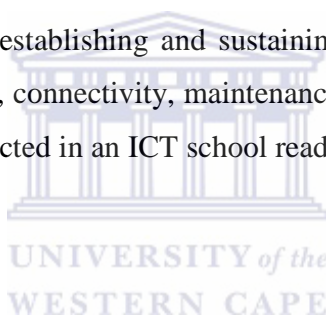 establishing and sustainin
, connectivity, maintenanc
cted in an ICT school read
UNIVERSITY of the
WESTERN CAPE